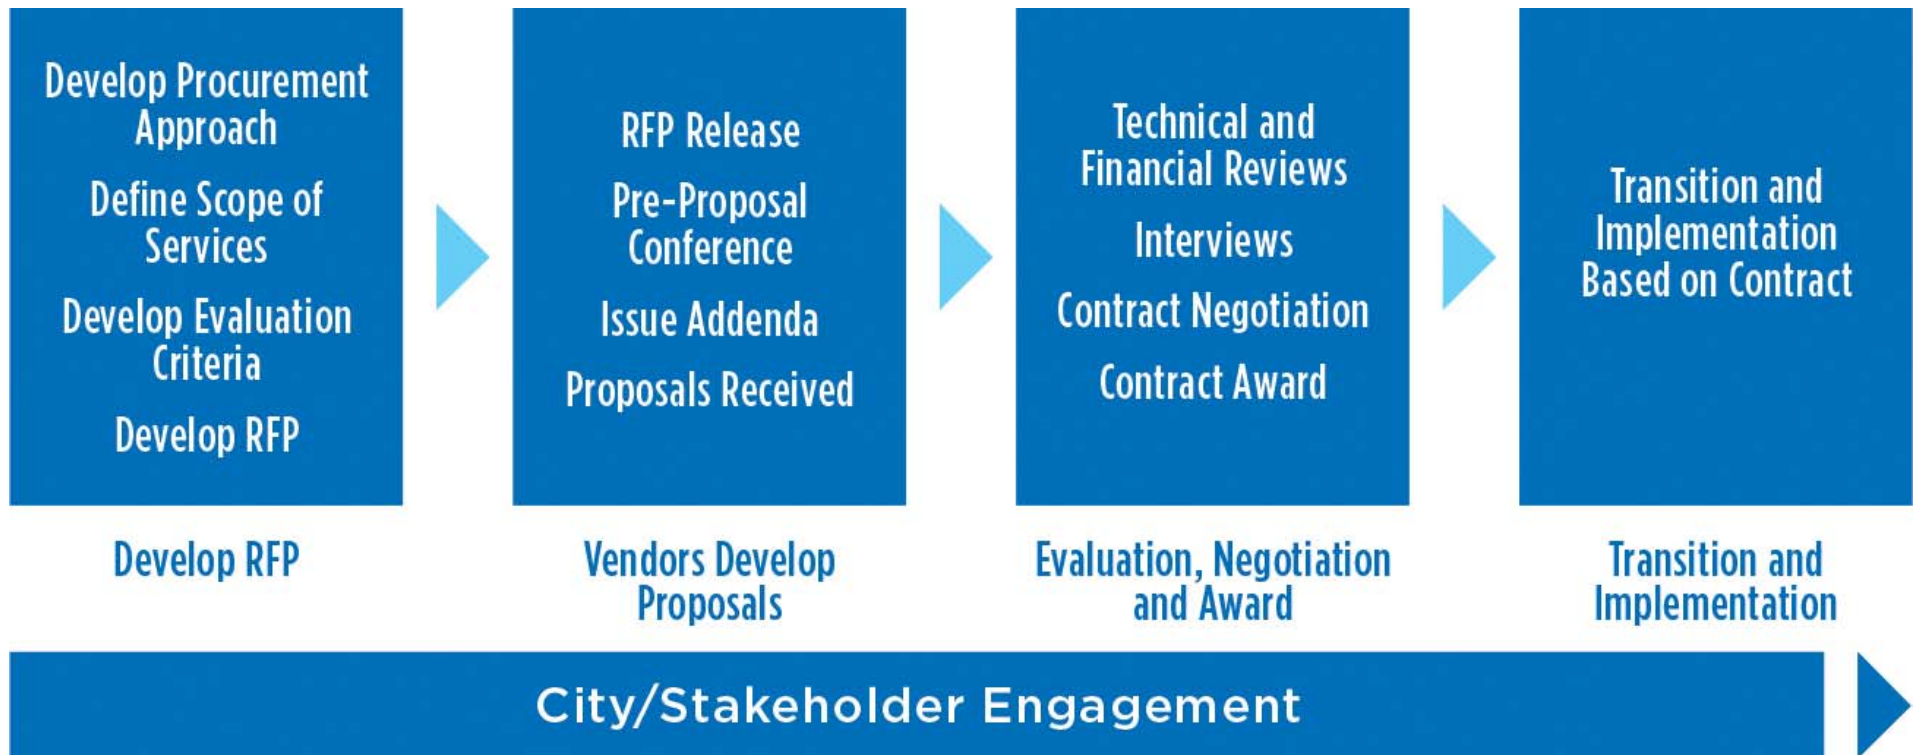 Develop Procurement
Approach
Define Scope of
Services
Develop Evaluation
Criteria
Develop RFP
Develop RFP
RFP Release
Pre-Proposal
Conference
Issue Addenda
Proposals Received
Vendors Develop
Proposals
Technical and
Financial Reviews
Interviews
Contract Negotiation
Contract Award
Evaluation, Negotiation
and Award
Transition and
Implementation
Based on Contract
Transition and
Implementation
City/Stakeholder Engagement